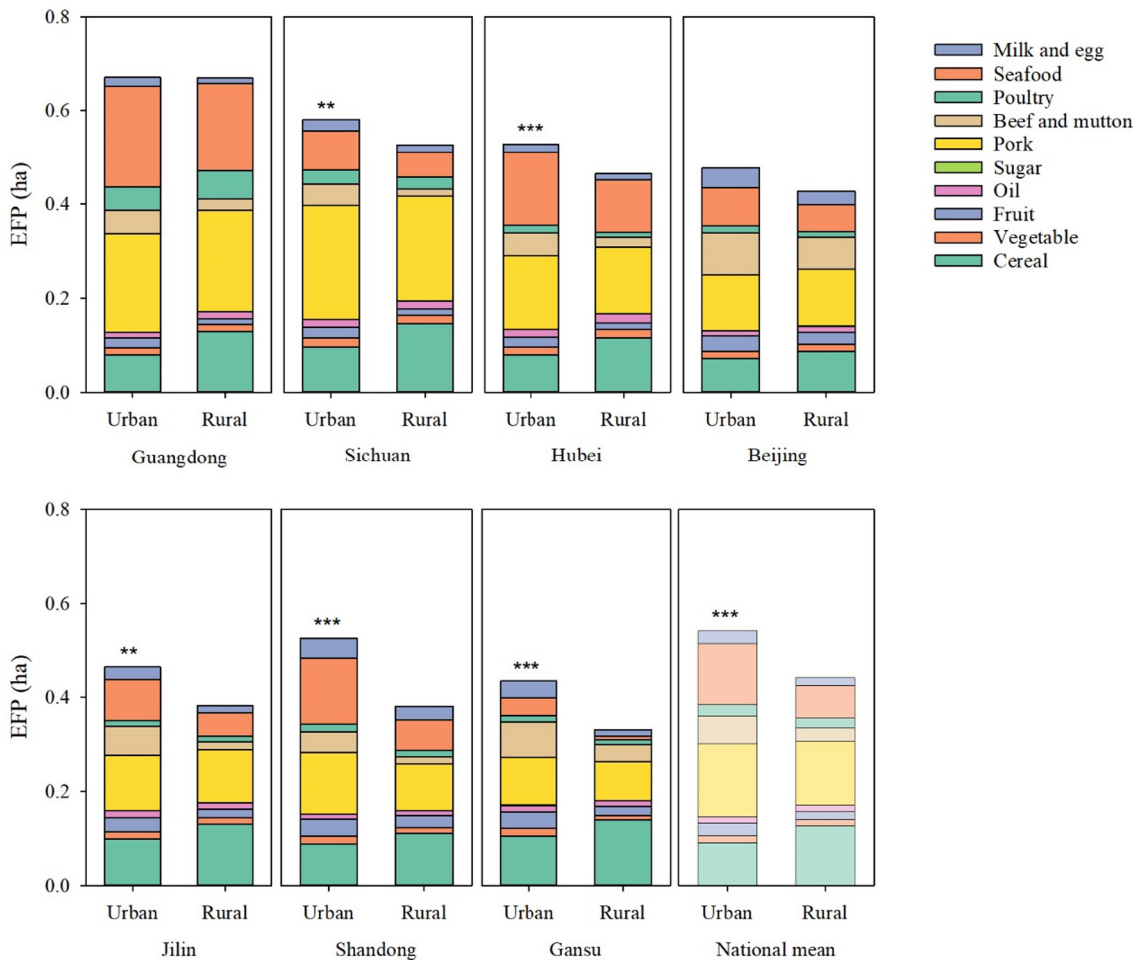 EFP (ha)
0.8
0.6
0.4
0.2
0.0
**
***
Urban Rural Urban Rural Urban Rural Urban Rural
Guangdong Sichuan Hubei Beijing
Milk and egg
Seafood
Poultry
Beef and mutton
Pork
Sugar
Oil
Fruit
Vegetable
Cereal
EFP (ha)
0.8
0.6
0.4
0.2
0.0
**
***
***
***
Urban Rural Urban Rural Urban Rural Urban Rural
Jilin Shandong Gansu National mean